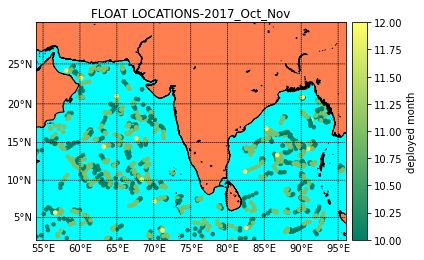 FLOAT LOCATIONS-2017_Oct_Nov
25°N
20°N
15°N
10°N
5°N
55°E 60°E 65°E 70°E 75°E 80°E 85°E 90°E 95°E
12.00
11.75
11.50
11.25
11.00
10.75
10.50
10.25
10.00
deployed month